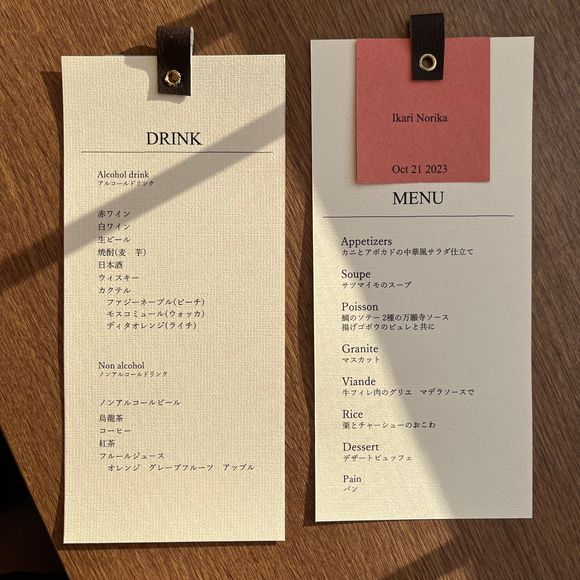 DRINK
Alcohol drink
アルコールドリンク
赤ワイン
白ワイン
生ビール
焼酎(麦　芋)
日本酒
ウィスキー
カクテル
ファジーネーブル(ピーチ)
モスコミュール(ウォッカ)
ディタオレンジ(ライチ)
Non alcohol
ノンアルコールドリンク
ノンアルコールビール
烏龍茶
コーヒー
紅茶
フルールジュース
オレンジ　グレープフルーツ　アップル
Ikari Norika
Oct 21 2023
MENU
Appetizers
カニとアボカドの中華風サラダ仕立て
Soupe
サツマイモのスープ
Poisson
鯛のソテー 2種の万願寺ソース
揚げゴボウのピュレと共に
Granite
マスカット
Viande
牛フィレ肉のグリエ　マデラソースで
Rice
栗とチャーシューのおこわ
Dessert
デザートビュッフェ
Pain
パン